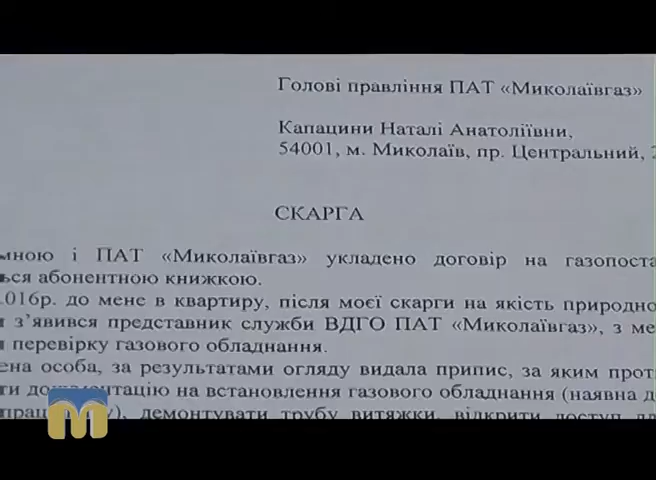 Голові правління ПАТ «Миколаївгаз»
Капацини Наталі Анатоліївни,
54001, м. Миколаїв, пр. Центральний,
СКАРГА
мною і ПАТ «Миколаївгаз» укладено договір на газопоста
ься абонентною книжкою.
016р. до мене в квартиру, після моєї скарги на якість природно
з’явився представник служби ВДГО ПАТ «Миколаївгаз», з ме
перевірку газового обладнання.
ена особа, за результатами огляду видала припис, за яким прот
ти документацію на встановлення газового обладнання (наявна д
демонтувати трубу витяжки, відкрити доступ